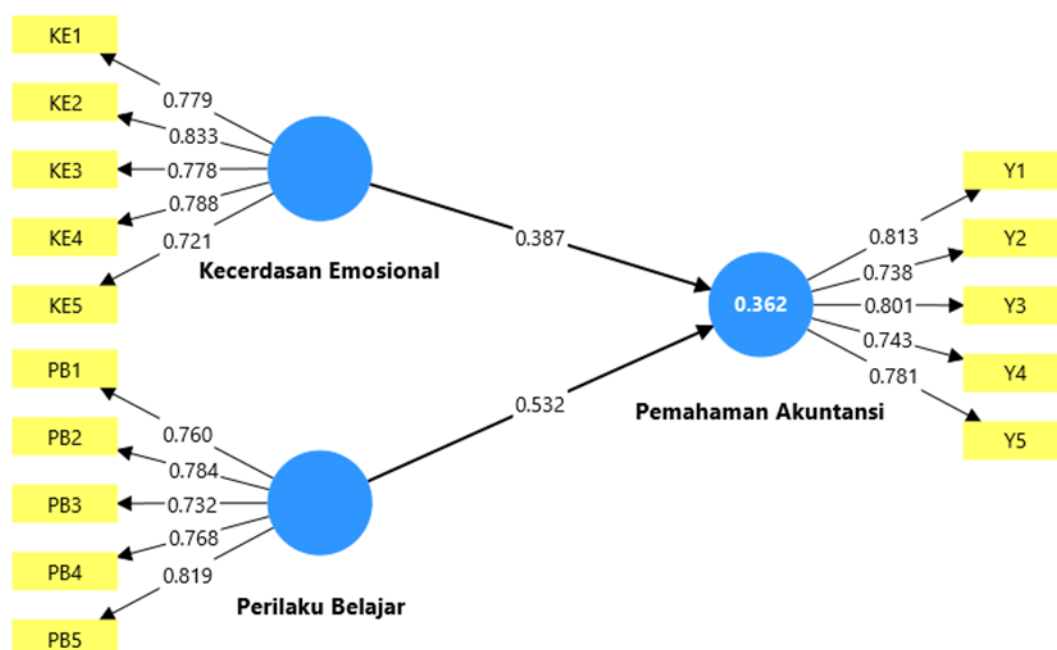 KE1
KE2
KE3
KE4
KE5
0.779
0.833
0.778
0.788
0.721
Kecerdasan Emosional
PB1
PB2
PB3
PB4
PB5
0.760
0.784
0.732
0.768
0.819
Perilaku Belajar
0.387
0.532
0.362
Pemahaman Akuntansi
0.813
0.738
0.801
0.743
0.781
Y1
Y2
Y3
Y4
Y5